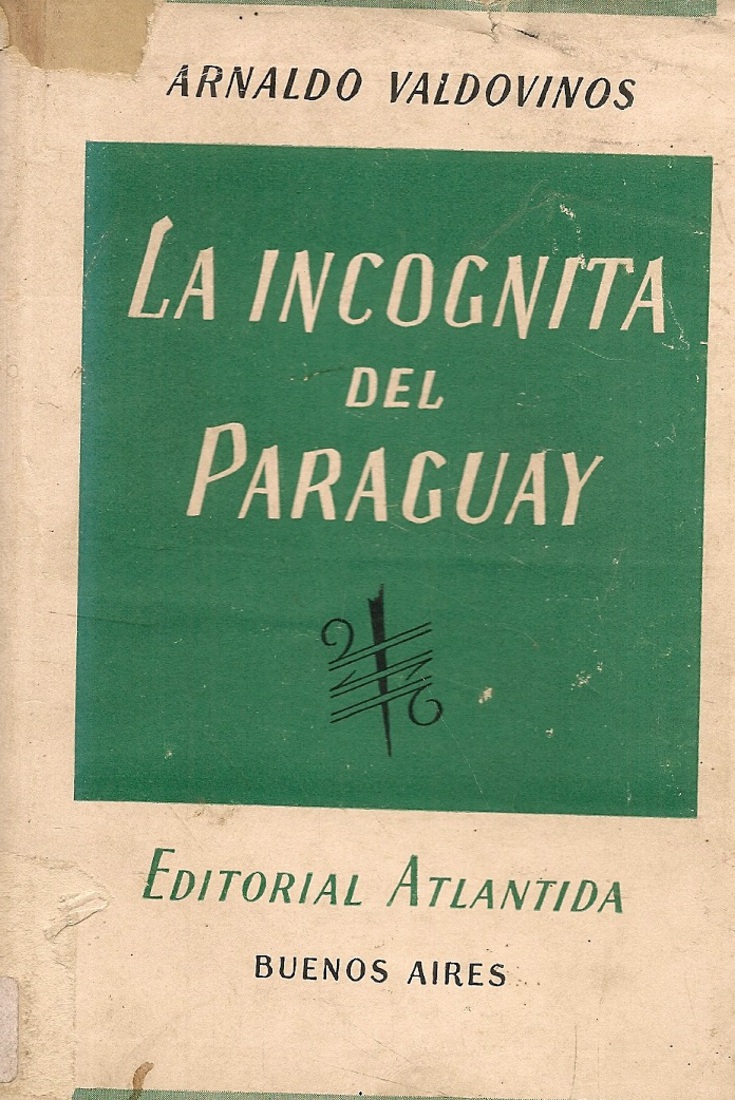 ARNALDO VALDOVINOS
LA INCOGNITA
DEL
PARAGUAY
EDITORIAL ATLANTIDA
BUENOS AIRES